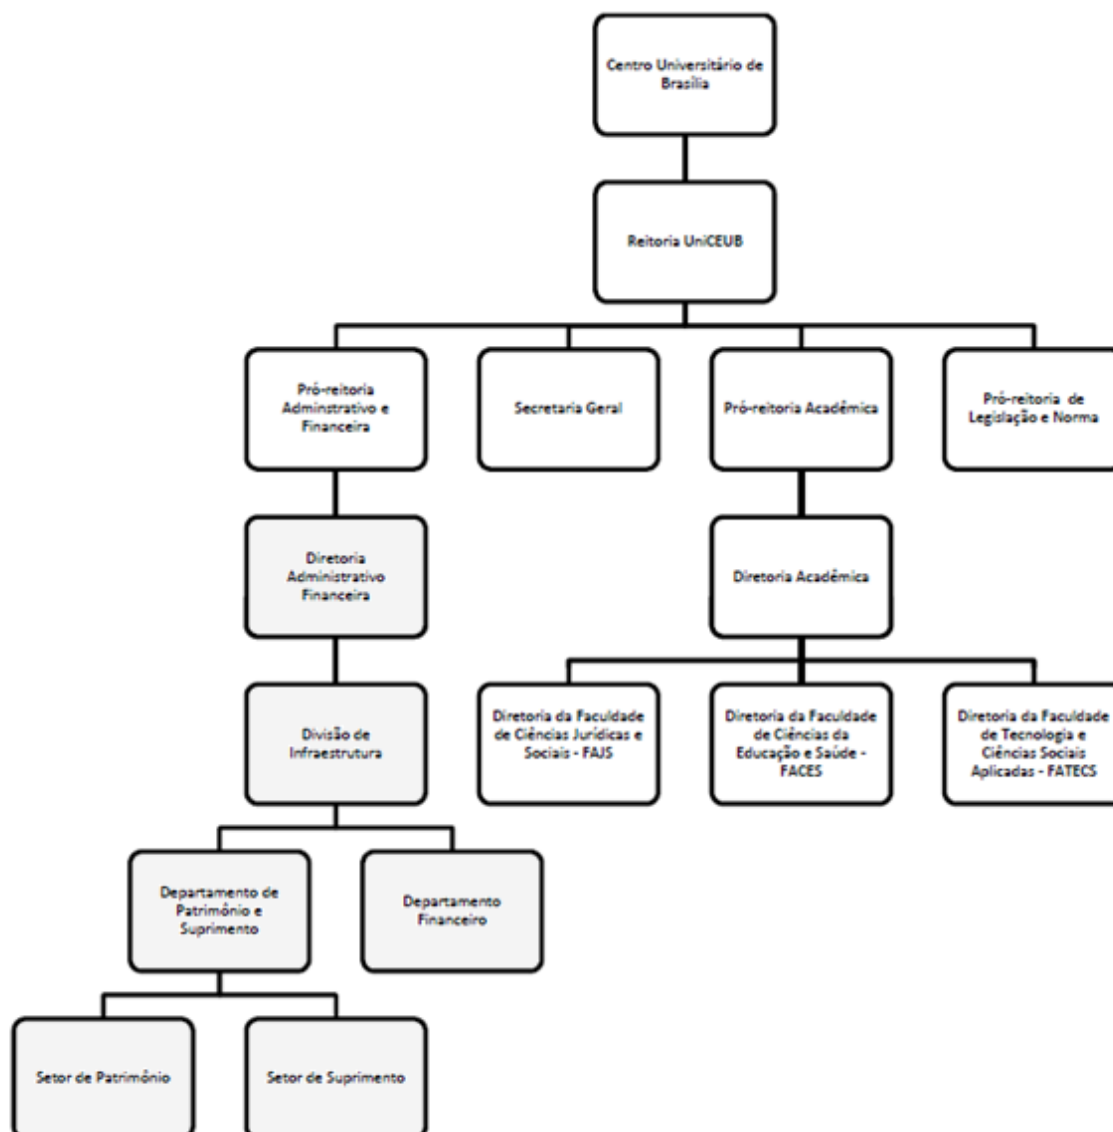 Centro Universitário de
Brasília
Reitoria UniCEUB
Pró-reitoria
Adminstrativo e
Financeira
Secretaria Geral
Pró-reitoria Acadêmica
Pró-reitoria de
Legislação e Norma
Diretoria
Administrativo
Financeira
Diretoria Acadêmica
Divisão de
Infraestrutura
Diretoria da Faculdade
de Ciências Jurídicas e
Sociais - FAJS
Diretoria da Faculdade
de Ciências da
Educação e Saúde -
FACES
Diretoria da Faculdade
de Tecnologia e
Ciências Sociais
Aplicadas - FATECS
Departamento de
Patrimônio e
Suprimento
Departamento
Financeiro
Setor de Patrimônio
Setor de Suprimento